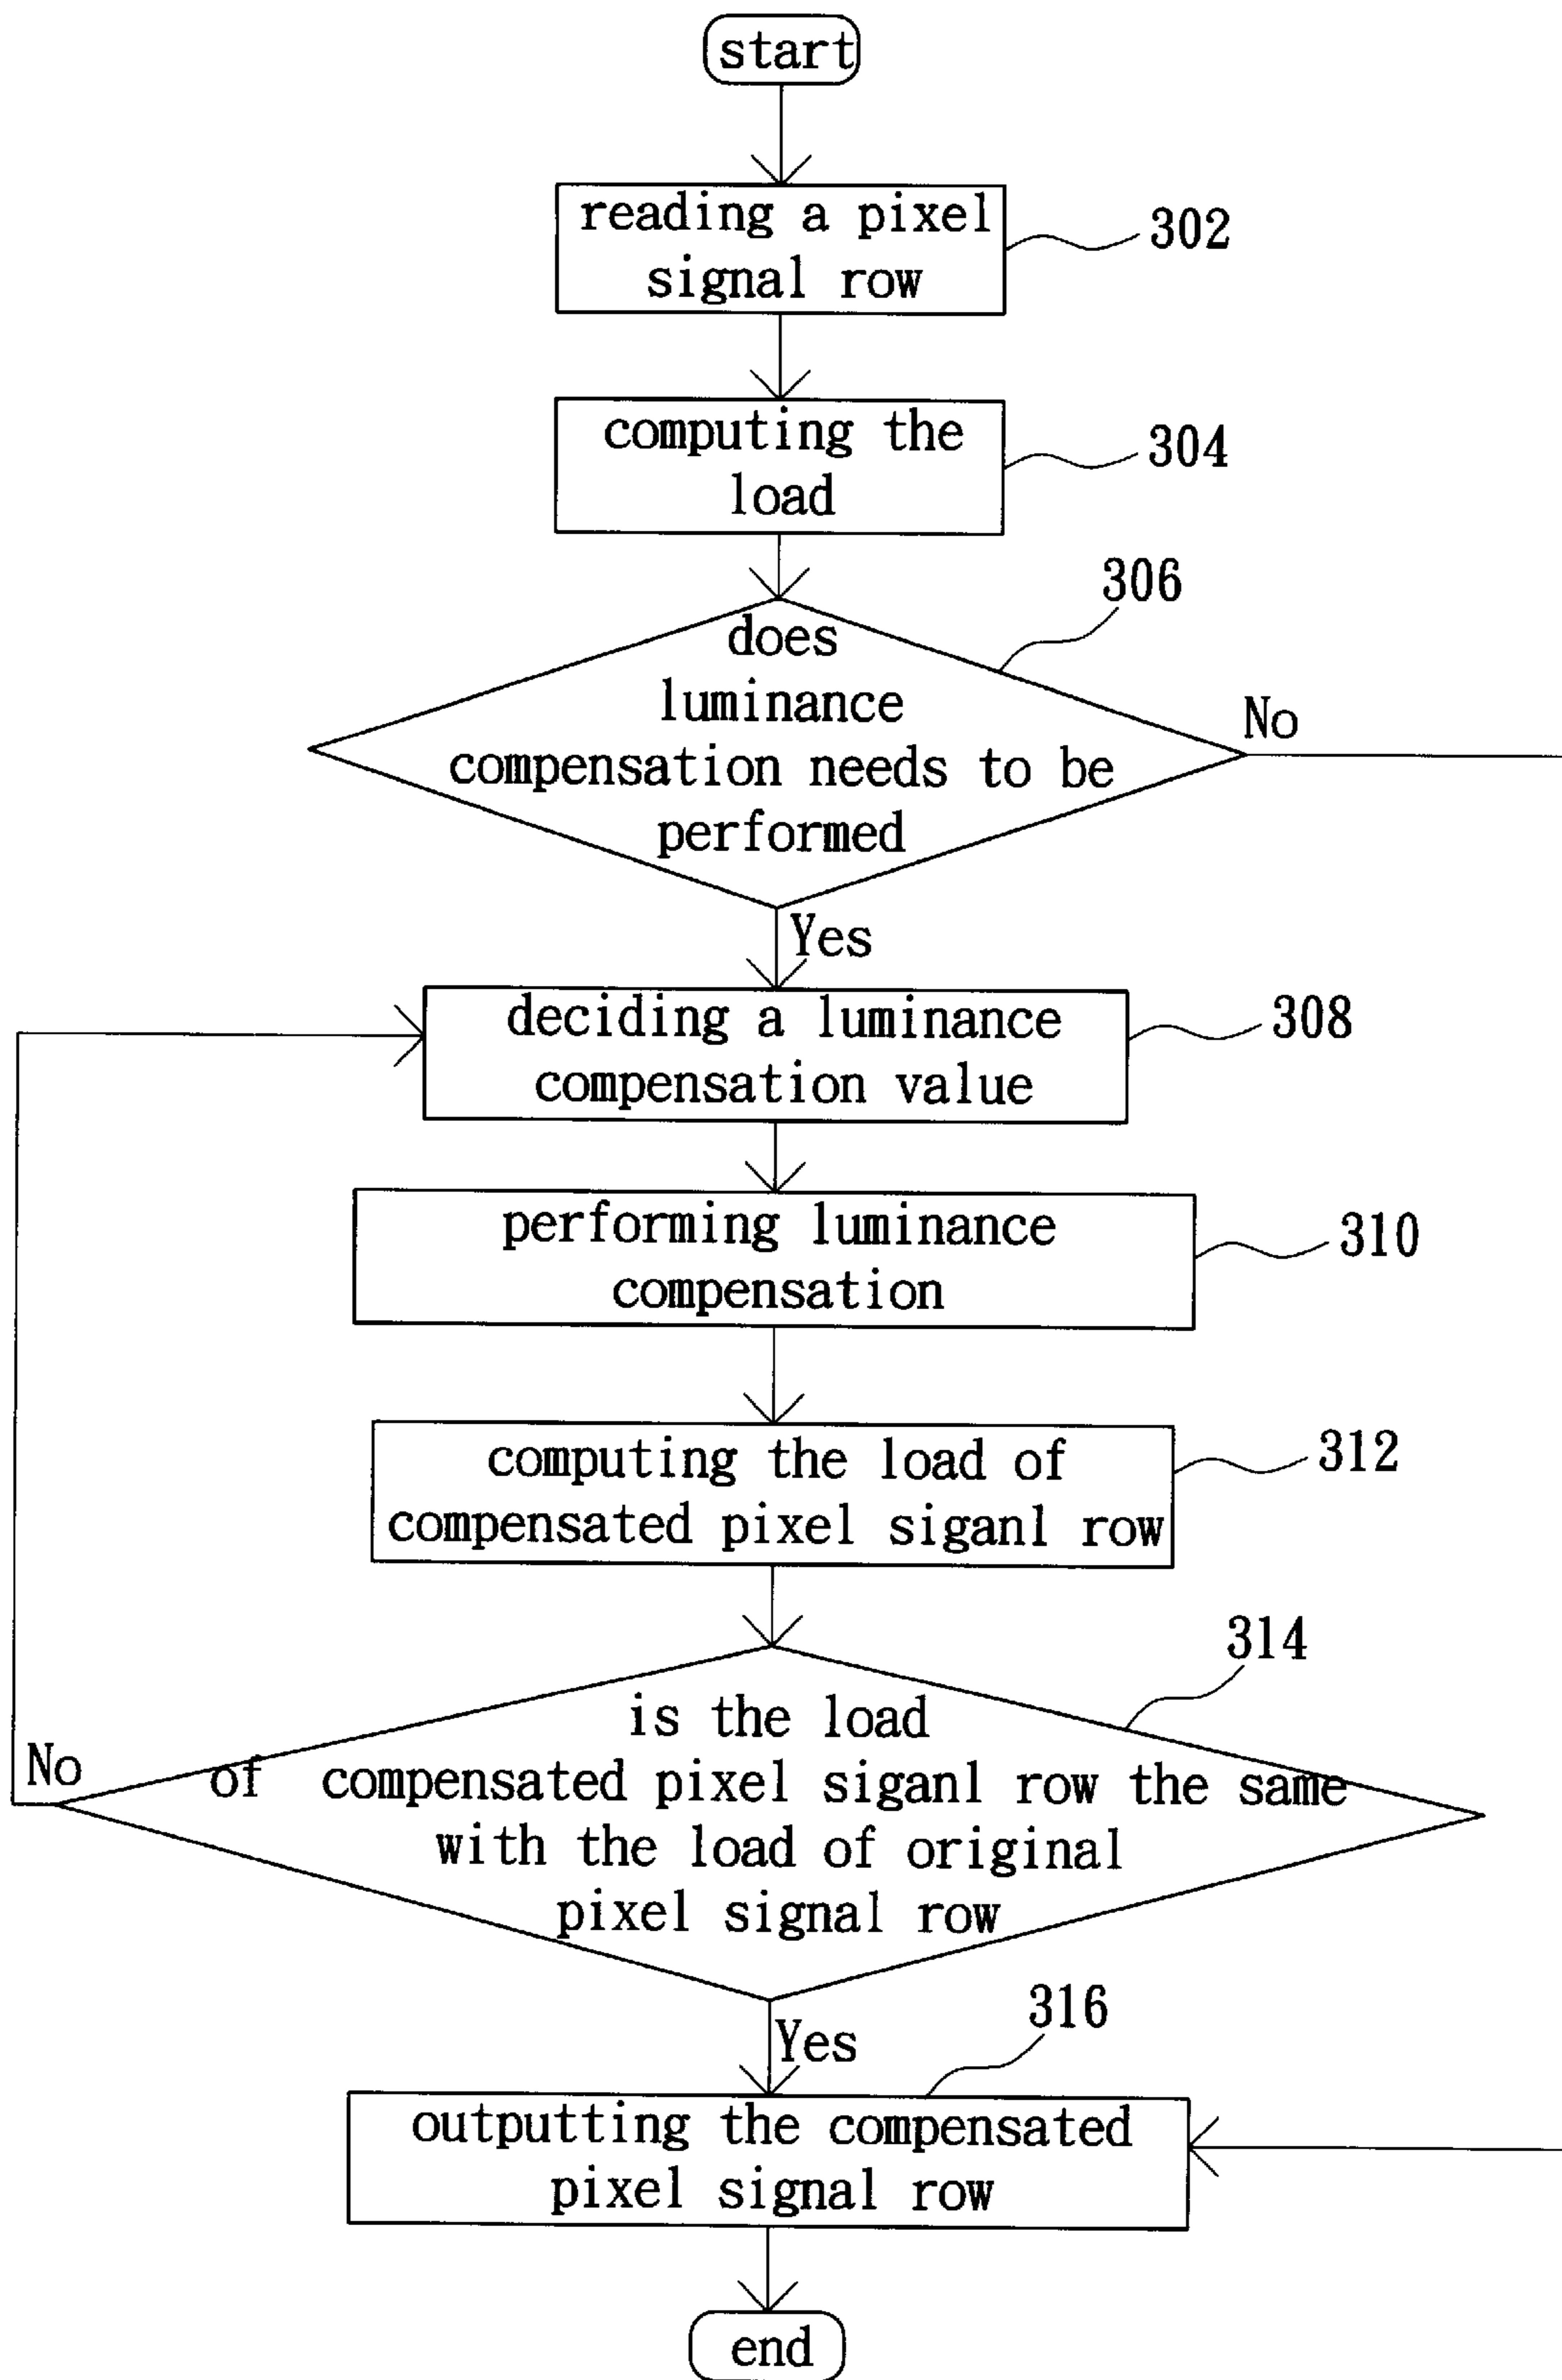 start
reading a pixel
signal row
302
computing the
load
304
306
does
luminance
compensation needs to be
performed
No
Yes
deciding a luminance
compensation value
308
performing luminance
compensation
310
computing the load of
compensated pixel siganl row
312
314
is the load
of compensated pixel siganl row the same
with the load of original
pixel signal row
No
Yes
316
outputting the compensated
pixel signal row
end